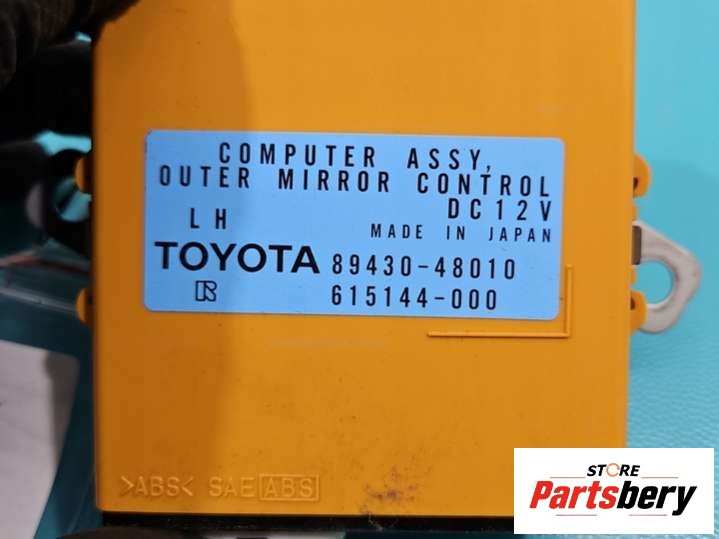 COMPUTER ASSY,
OUTER MIRROR CONTROL
DC12V
LH
MADE IN JAPAN
TOYOTA 89430-48010
R 615144-000
>ABS< SAE ABS
STORE
Partsbery